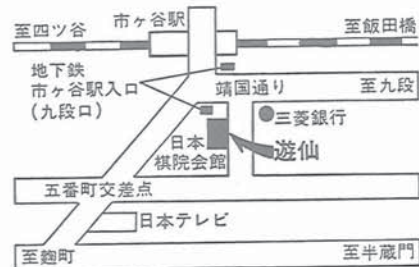 市ヶ谷駅
至四ツ谷
至飯田橋
地下鉄
市ヶ谷駅入口
(九段口)
靖国通り
至九段
三菱銀行
日本
棋院会館
遊仙
五番町交差点
日本テレビ
至麹町
至半蔵門